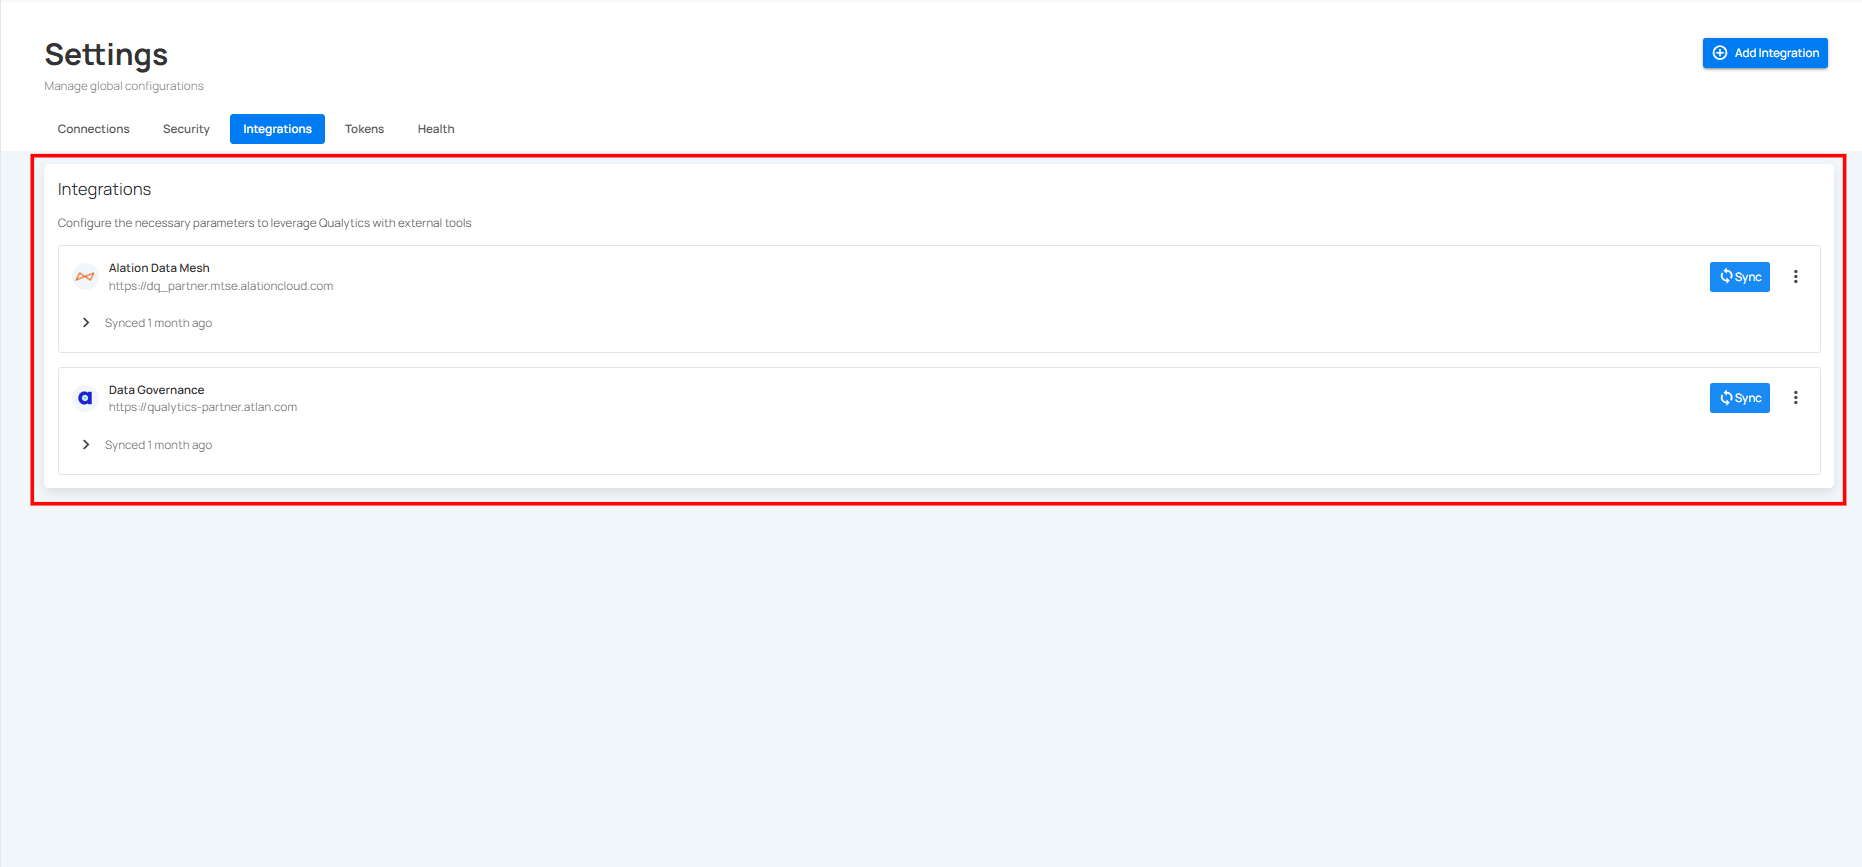 Settings
Add Integration
Manage global configurations
Connections Security Integrations Tokens Health
Integrations
Configure the necessary parameters to leverage Qualytics with external tools
Alation Data Mesh
https://dq_partner.mtse.alationcloud.com
Sync
Synced 1 month ago
Data Governance
https://qualytics-partner.atlan.com
Sync
Synced 1 month ago